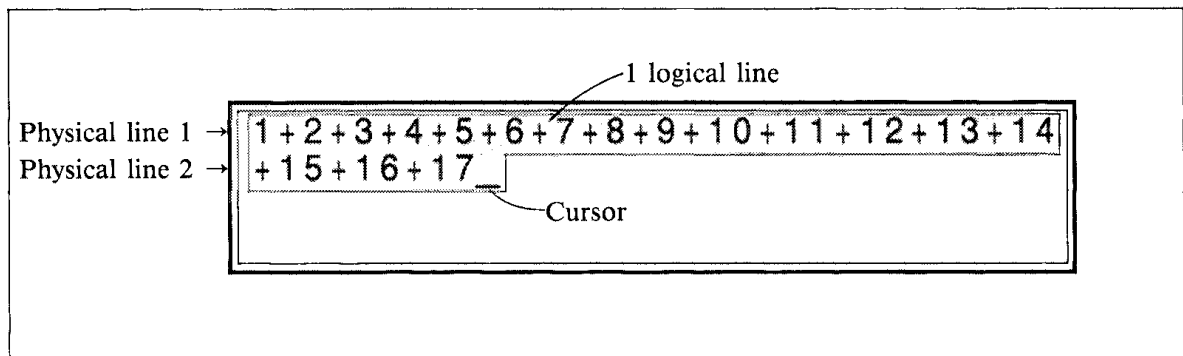 1 logical line
Physical line 1 → 1+2+3+4+5+6+7+8+9+10+11+12+13+14
Physical line 2 → +15+16+17_
Cursor